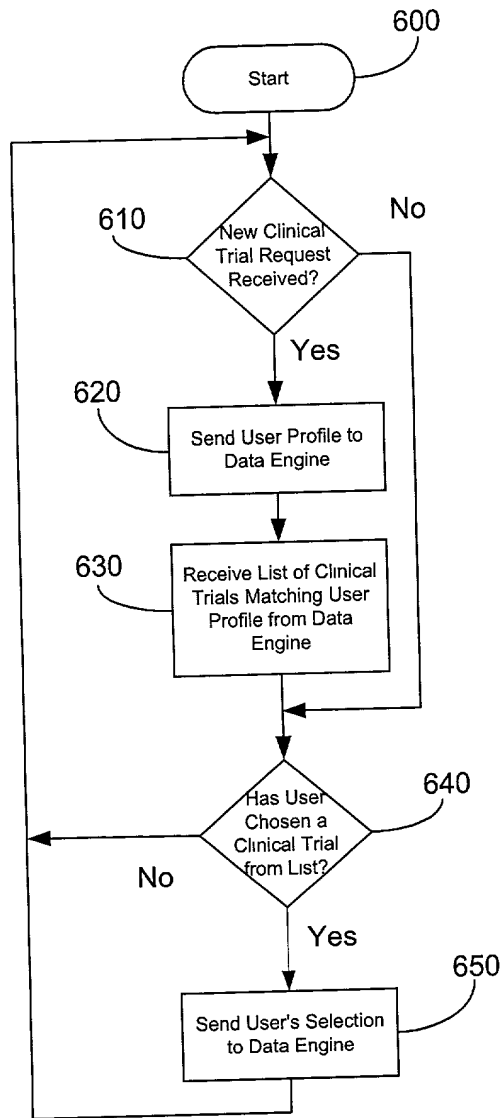 600
Start
610
No
New Clinical
Trial Request
Received?
Yes
620
Send User Profile to
Data Engine
630
Receive List of Clinical
Trials Matching User
Profile from Data
Engine
640
Has User
Chosen a
Clinical Trial
from List?
No
Yes
650
Send User's Selection
to Data Engine